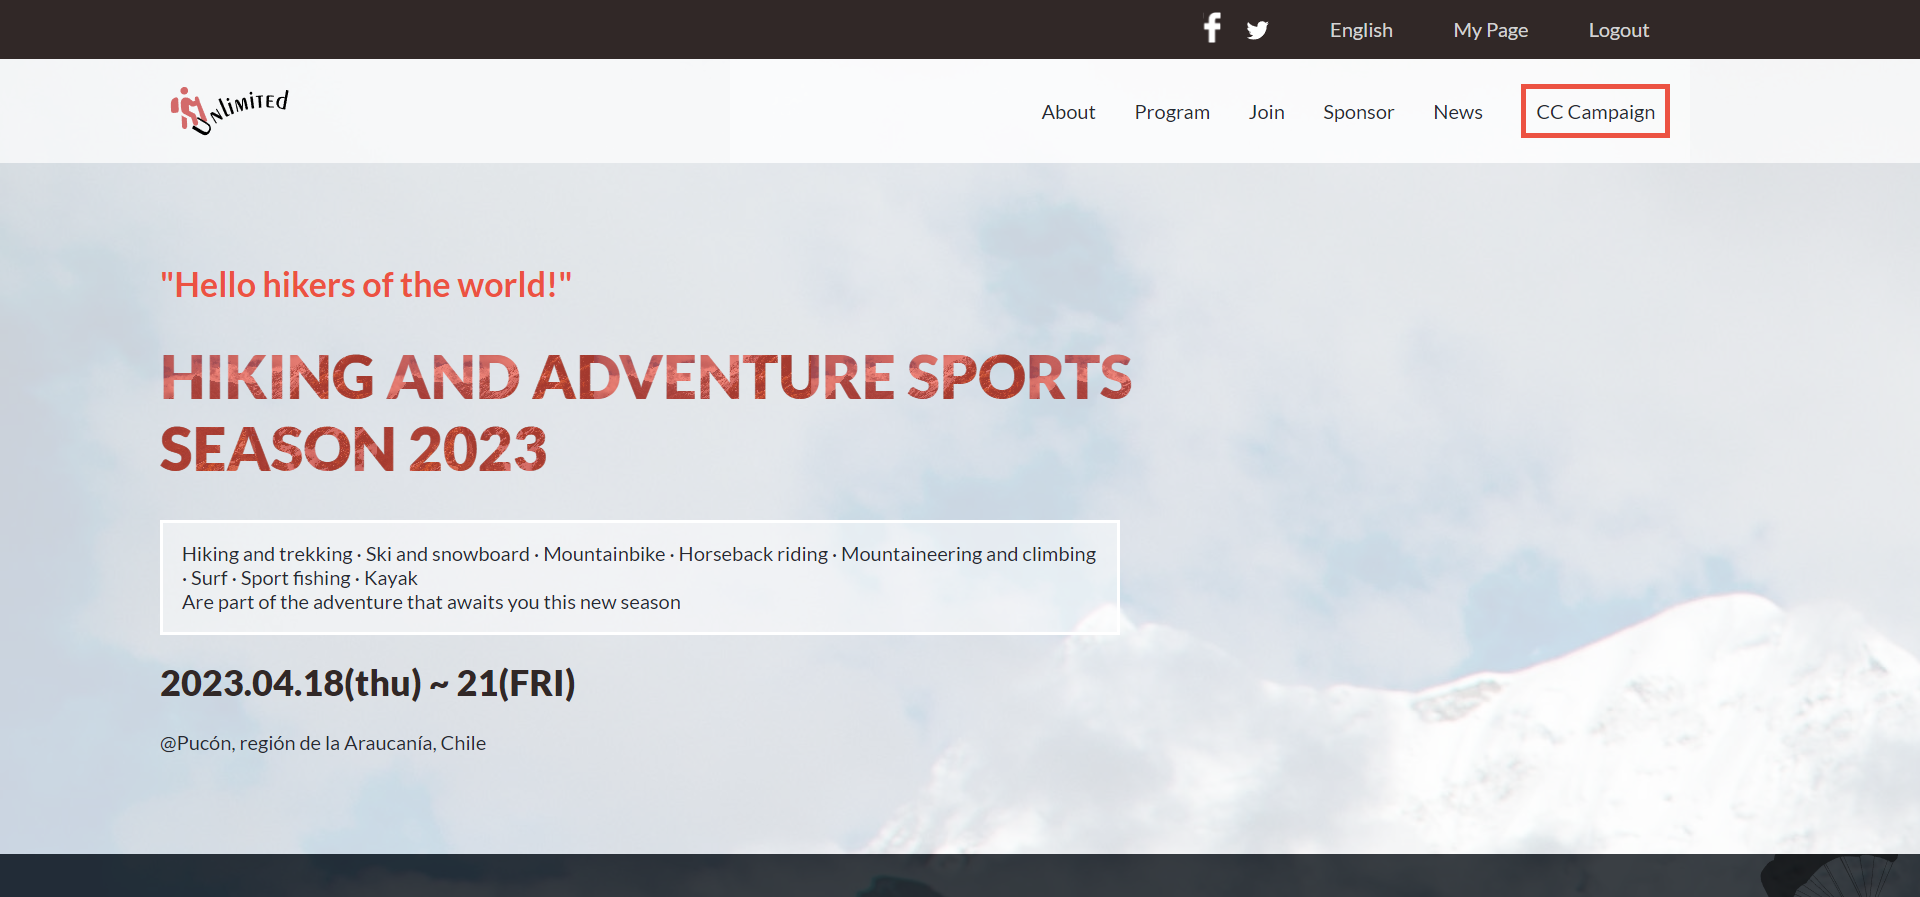 English My Page Logout
UNLIMITED
About Program Join Sponsor News CC Campaign
"Hello hikers of the world!"
HIKING AND ADVENTURE SPORTS
SEASON 2023
Hiking and trekking · Ski and snowboard · Mountainbike · Horseback riding · Mountaineering and climbing
· Surf · Sport fishing · Kayak
Are part of the adventure that awaits you this new season
2023.04.18(thu) ~ 21(FRI)
@Pucón, región de la Araucanía, Chile